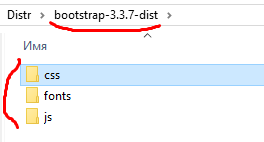 Distr > bootstrap-3.3.7-dist >
Имя
css
fonts
js